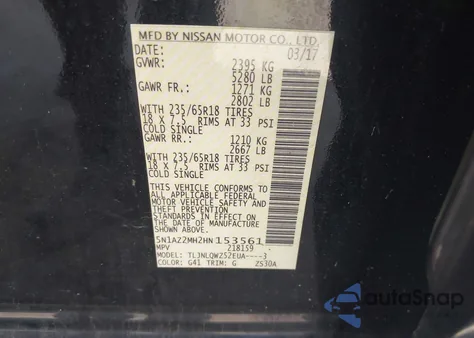 MFD BY NISSAN MOTOR CO., LTD.
DATE: 03/17
GVWR: 2395 KG
5280 LB
GAWR FR.: 1271 KG
2802 LB
WITH 235/65R18 TIRES
18 X 7.5 RIMS AT 33 PSI
COLD SINGLE
GAWR RR.: 1210 KG
2667 LB
WITH 235/65R18 TIRES
18 X 7.5 RIMS AT 33 PSI
COLD SINGLE
THIS VEHICLE CONFORMS TO
ALL APPLICABLE FEDERAL
MOTOR VEHICLE SAFETY AND
THEFT PREVENTION
STANDARDS IN EFFECT ON
THE DATE OF MANUFACTURE
SHOWN ABOVE.
5N1AZ2MH2HN153561
MPV 218159
MODEL: TLJNLQWZ52EUA----3
COLOR: G41 TRIM: G ZS30A
AutoSnap